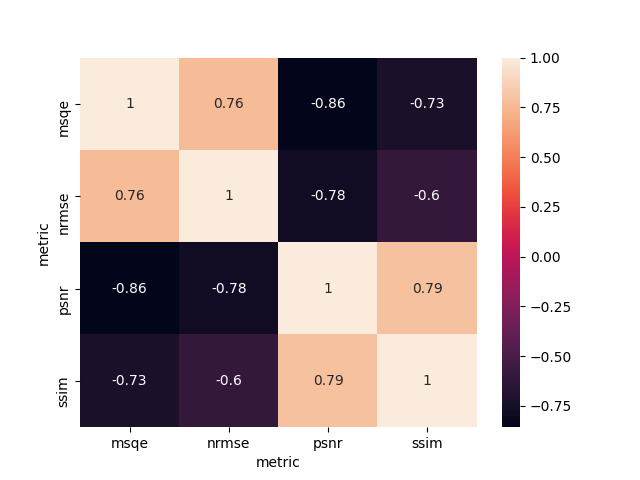 msqe 1 0.76 -0.86 -0.73
nrmse 0.76 1 -0.78 -0.6
psnr -0.86 -0.78 1 0.79
ssim -0.73 -0.6 0.79 1
metric
msqe nrmse psnr ssim
metric
1.00
0.75
0.50
0.25
0.00
−0.25
−0.50
−0.75